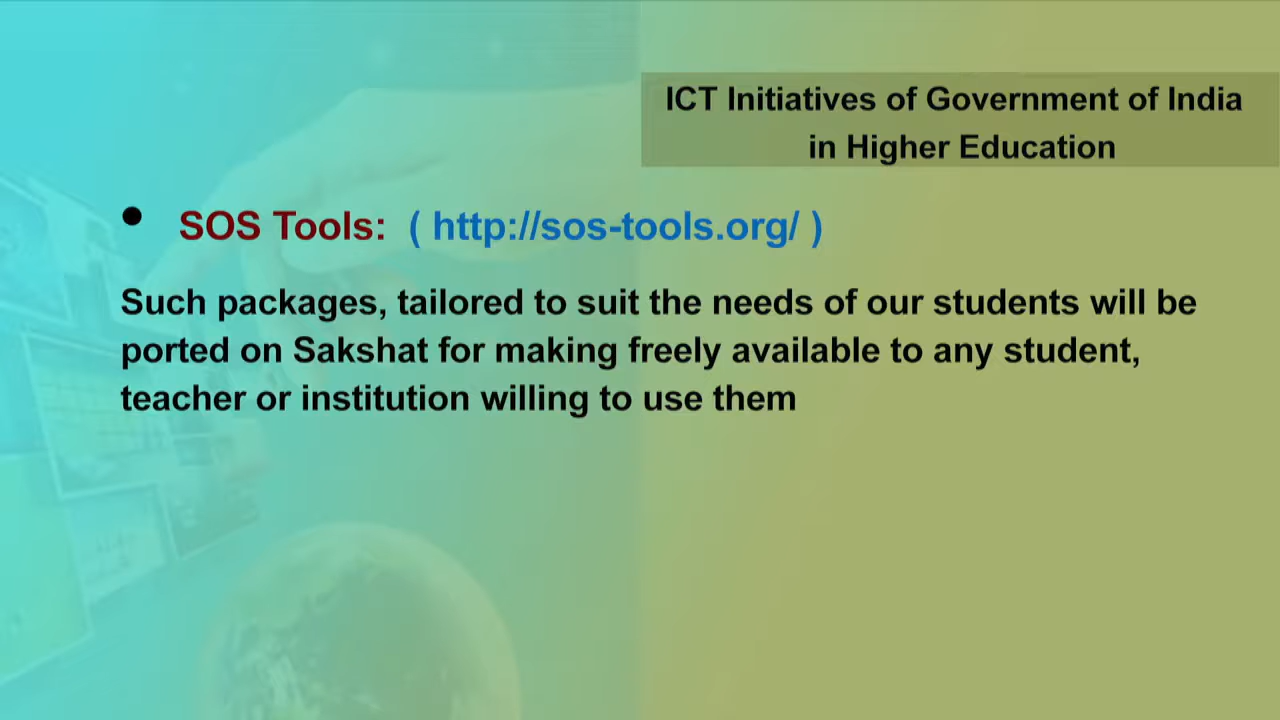 ICT Initiatives of Government of India
in Higher Education
• SOS Tools: ( http://sos-tools.org/ )
Such packages, tailored to suit the needs of our students will be
ported on Sakshat for making freely available to any student,
teacher or institution willing to use them